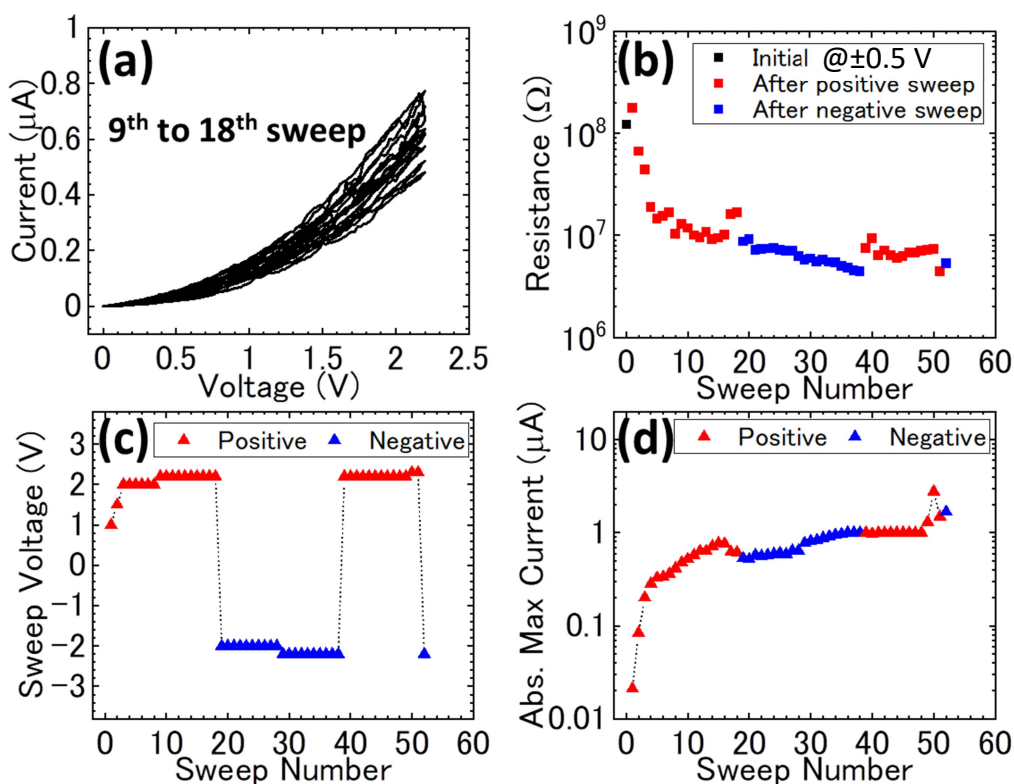 (a)
9th to 18th sweep
Current (μA)
1
0.8
0.6
0.4
0.2
0
0
0.5
1
1.5
2
2.5
Voltage (V)
(b)
Initial @±0.5 V
After positive sweep
After negative sweep
Resistance (Ω)
10^9
10^8
10^7
10^6
0
10
20
30
40
50
60
Sweep Number
(c)
Positive
Negative
Sweep Voltage (V)
3
2
1
0
−1
−2
−3
0
10
20
30
40
50
60
Sweep Number
(d)
Positive
Negative
Abs. Max Current (μA)
10
1
0.1
0.01
0
10
20
30
40
50
60
Sweep Number